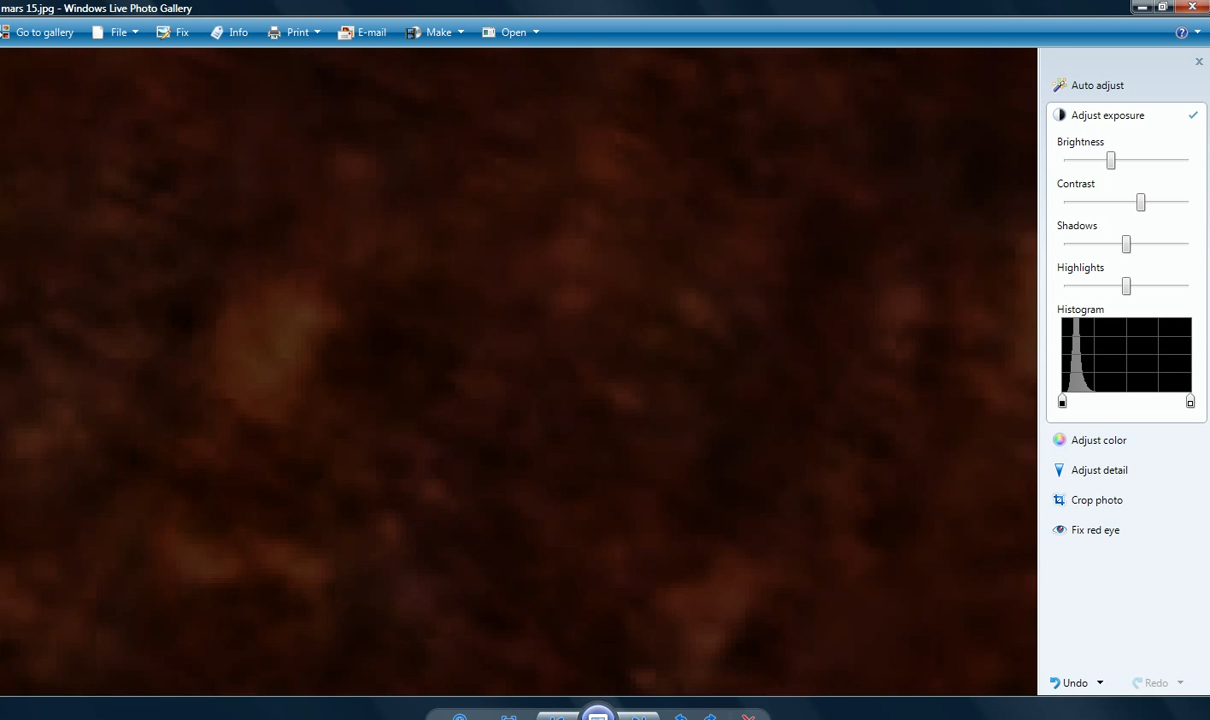 mars 15.jpg - Windows Live Photo Gallery
Go to gallery File Fix Info Print E-mail Make Open
Auto adjust
Adjust exposure
Brightness
Contrast
Shadows
Highlights
Histogram
Adjust color
Adjust detail
Crop photo
Fix red eye
Undo Redo